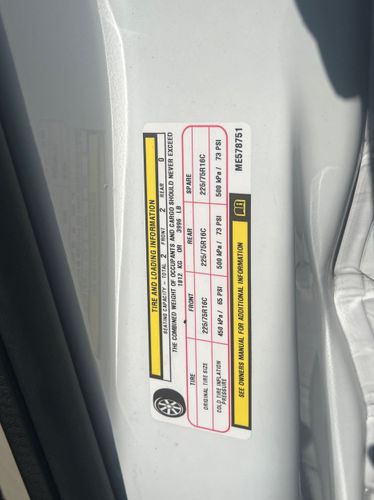 TIRE AND LOADING INFORMATION
SEATING CAPACITY - TOTAL 2 FRONT 2 REAR 0
THE COMBINED WEIGHT OF OCCUPANTS AND CARGO SHOULD NEVER EXCEED
1812 KG OR 3995 LB
TIRE FRONT REAR SPARE
ORIGINAL TIRE SIZE 225/75R16C 225/75R16C 225/75R16C
COLD TIRE INFLATION PRESSURE 450 kPa / 65 PSI 500 kPa / 73 PSI 500 kPa / 73 PSI
SEE OWNERS MANUAL FOR ADDITIONAL INFORMATION
ME578751